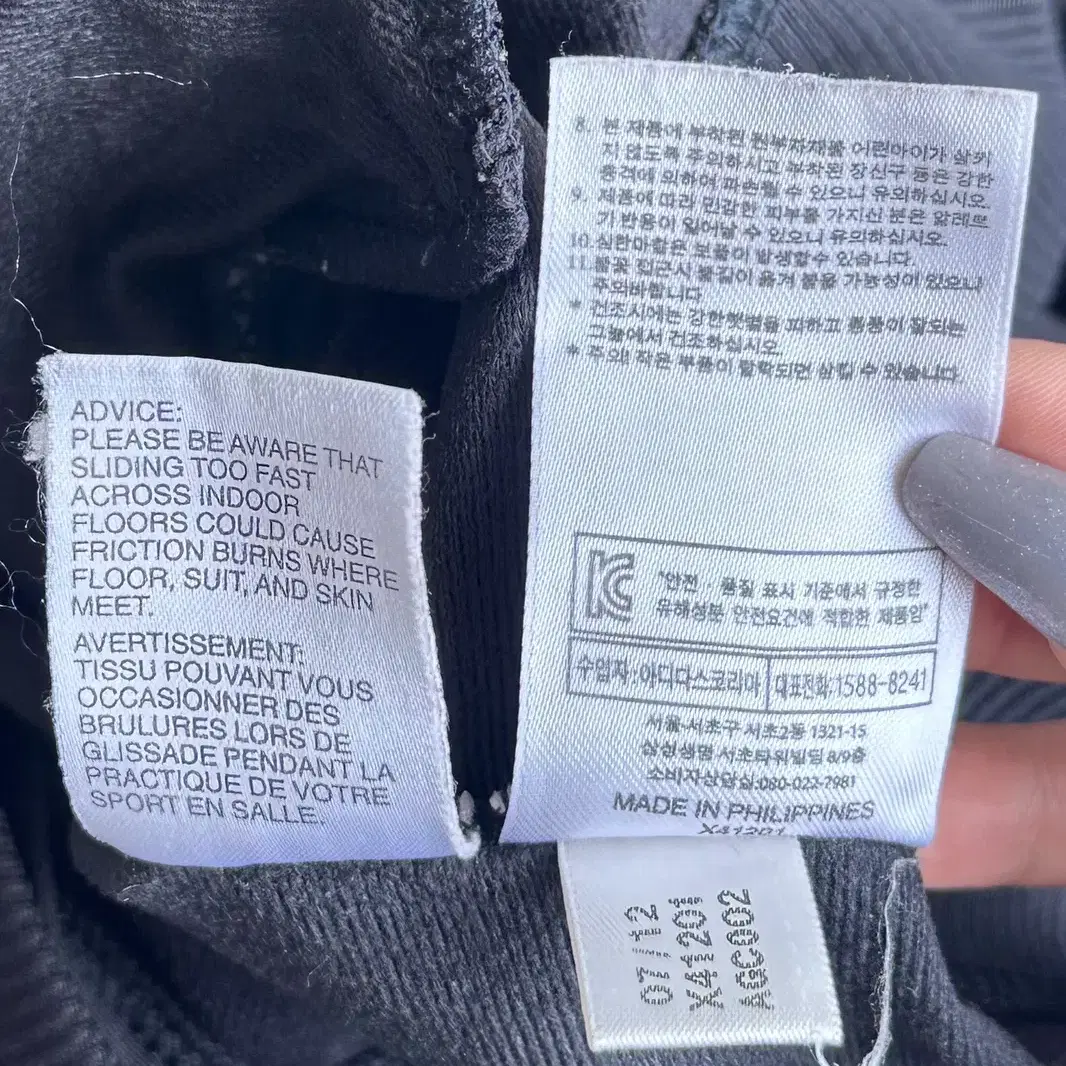 ADVICE:
PLEASE BE AWARE THAT
SLIDING TOO FAST
ACROSS INDOOR
FLOORS COULD CAUSE
FRICTION BURNS WHERE
FLOOR, SUIT, AND SKIN
MEET.
AVERTISSEMENT:
TISSU POUVANT VOUS
OCCASIONNER DES
BRULURES LORS DE
GLISSADE PENDANT LA
PRACTIQUE DE VOTRE
SPORT EN SALLE.
8. 본 제품에 부착된 원부자재를 어린아이가 삼키
지 않도록 주의하시고 부착된 장신구 등은 강한
충격에 의하여 파손될 수 있으니 유의하십시오.
9. 제품에 따라 민감한 피부를 가지신 분은 알레르
기 반응이 일어날 수 있으니 유의하십시오.
10. 심한마찰은 보풀이 발생할수 있습니다.
11. 불꽃 접근시 불길이 옮겨 붙을 가능성이 있으니
주의바랍니다.
* 건조시에는 강한햇볕을 피하고 통풍이 잘되는
그늘에서 건조하십시오.
* 주의! 작은 부품이 탈락되면 삼킬 수 있습니다.
KC "안전 품질 표시 기준에서 규정한
유해성분 안전요건에 적합한 제품임"
수입자:아디다스코리아 대표전화:1588-8241
서울·서초구 서초2동 1321-15
삼성생명 서초타워빌딩 8/9층
소비자상담실:080-022-7981
MADE IN PHILIPPINES
X41201
07/12
X41201
AGC002